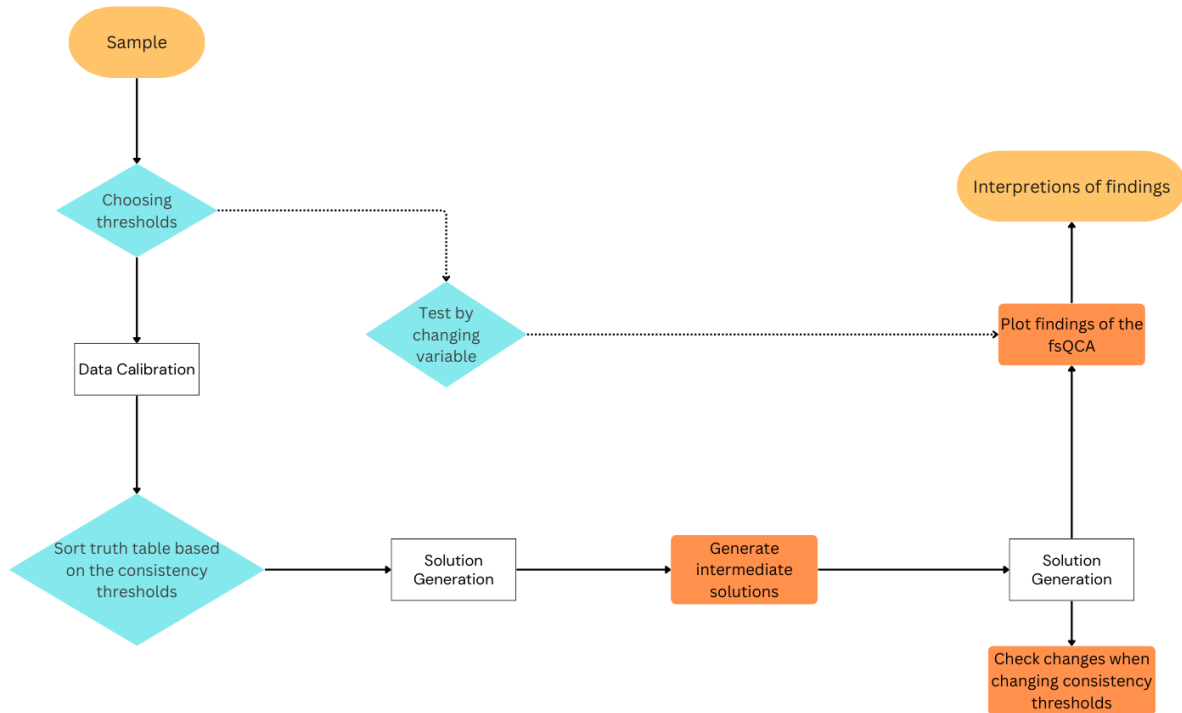 Sample
Choosing
thresholds
Interpretions of findings
Test by
changing
variable
Plot findings of the
fsQCA
Data Calibration
Sort truth table based
on the consistency
thresholds
Solution
Generation
Generate
intermediate
solutions
Solution
Generation
Check changes when
changing consistency
thresholds